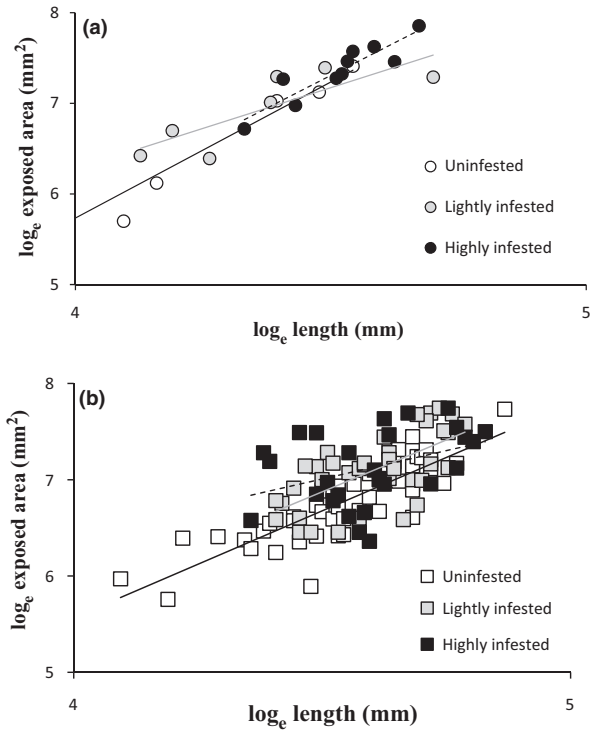 (a)
8
7
6
5
4
5
logₑ exposed area (mm²)
logₑ length (mm)
Uninfested
Lightly infested
Highly infested
(b)
8
7
6
5
4
5
logₑ exposed area (mm²)
logₑ length (mm)
Uninfested
Lightly infested
Highly infested